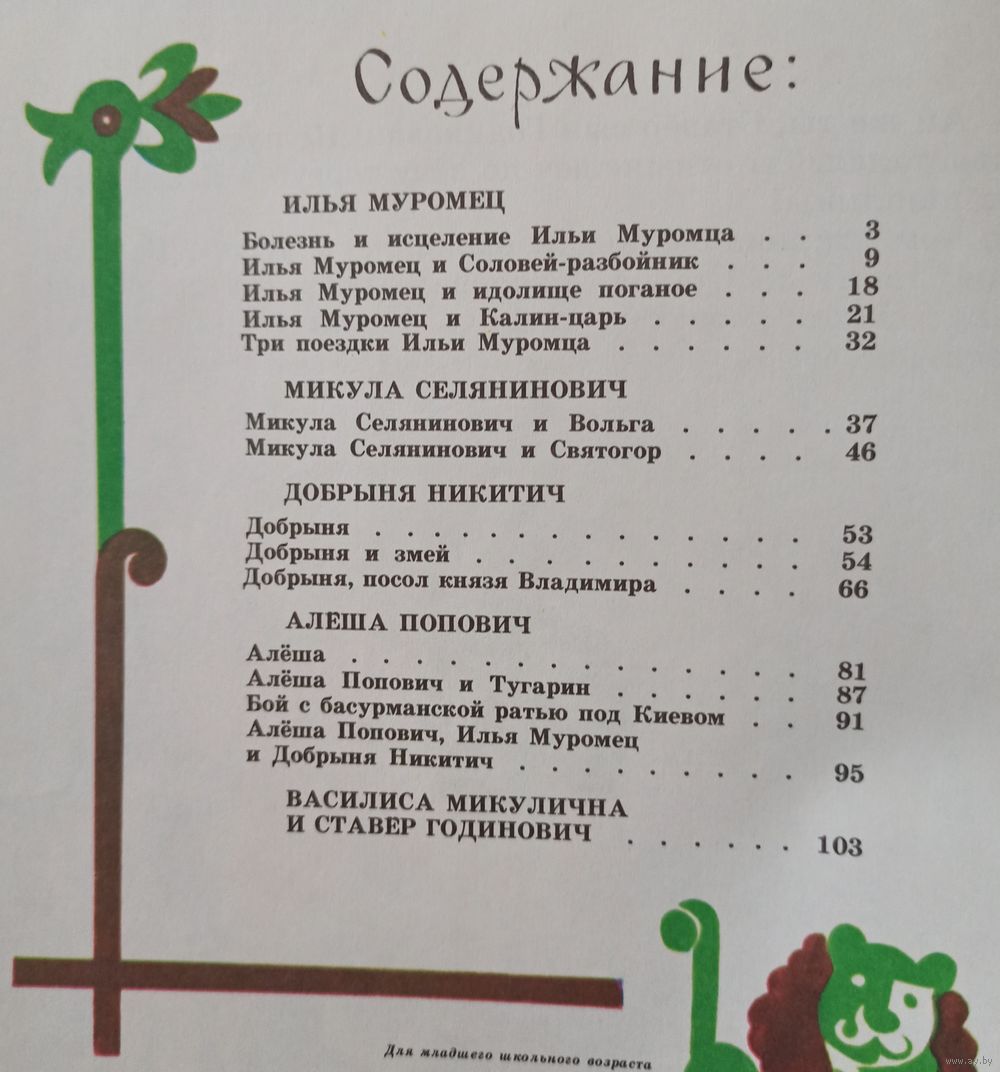 Содержание:
ИЛЬЯ МУРОМЕЦ
Болезнь и исцеление Ильи Муромца . . 3
Илья Муромец и Соловей-разбойник . . . 9
Илья Муромец и идолище поганое . . . 18
Илья Муромец и Калин-царь . . . . . 21
Три поездки Ильи Муромца . . . . . . 32
МИКУЛА СЕЛЯНИНОВИЧ
Микула Селянинович и Вольга . . . . . 37
Микула Селянинович и Святогор . . . . 46
ДОБРЫНЯ НИКИТИЧ
Добрыня . . . . . . . . . . . . . 53
Добрыня и змей . . . . . . . . . . 54
Добрыня, посол князя Владимира . . . . 66
АЛЁША ПОПОВИЧ
Алёша . . . . . . . . . . . . . . 81
Алёша Попович и Тугарин . . . . . . 87
Бой с басурманской ратью под Киевом . . 91
Алёша Попович, Илья Муромец
и Добрыня Никитич . . . . . . . . . 95
ВАСИЛИСА МИКУЛИЧНА
И СТАВЕР ГОДИНОВИЧ . . . . . . 103
Для младшего школьного возраста
www.ay.by